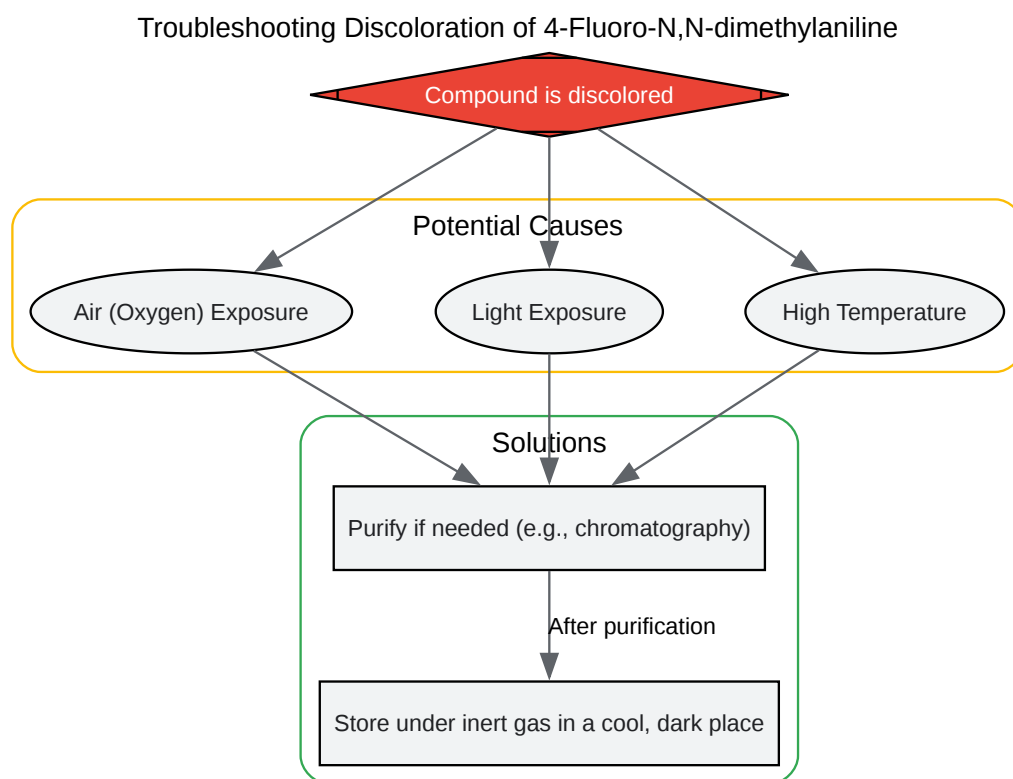 Troubleshooting Discoloration of 4-Fluoro-N,N-dimethylaniline
Compound is discolored
Potential Causes
Air (Oxygen) Exposure
Light Exposure
High Temperature
Solutions
Purify if needed (e.g., chromatography)
After purification
Store under inert gas in a cool, dark place